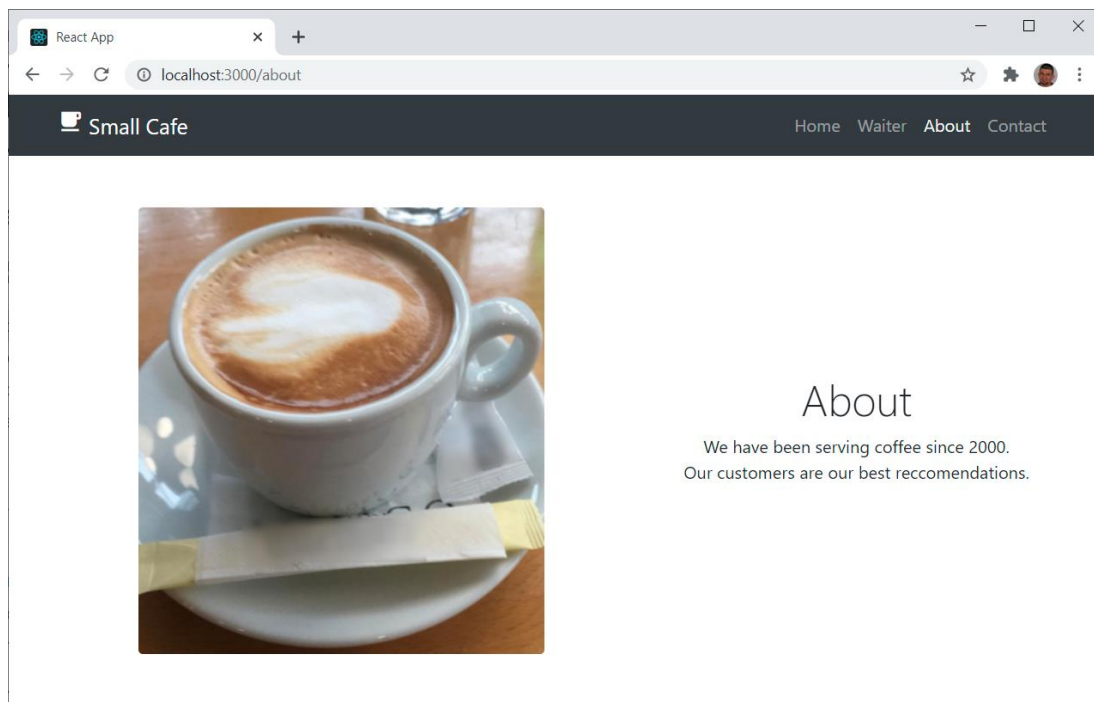 React App
localhost:3000/about
Small Cafe
Home Waiter About Contact
About
We have been serving coffee since 2000.
Our customers are our best reccomendations.